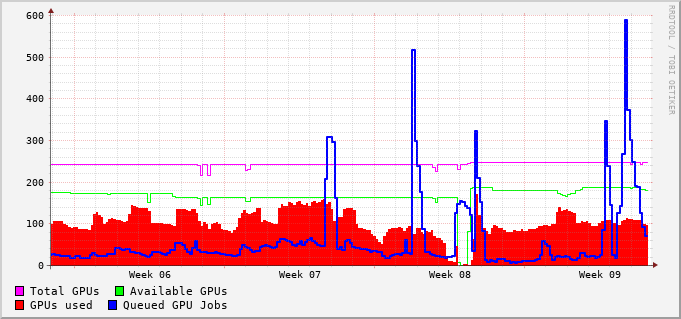 RRDTOOL / TOBI OETIKER
600
500
400
300
200
100
0
Week 06 Week 07 Week 08 Week 09
Total GPUs Available GPUs
GPUs used Queued GPU Jobs